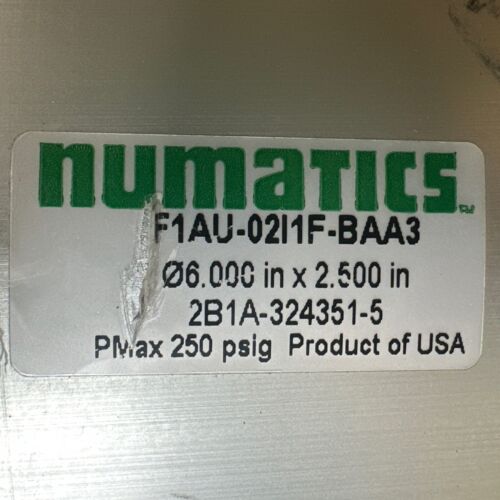 numatics
F1AU-02I1F-BAA3
Ø6.000 in x 2.500 in
2B1A-324351-5
PMax 250 psig Product of USA